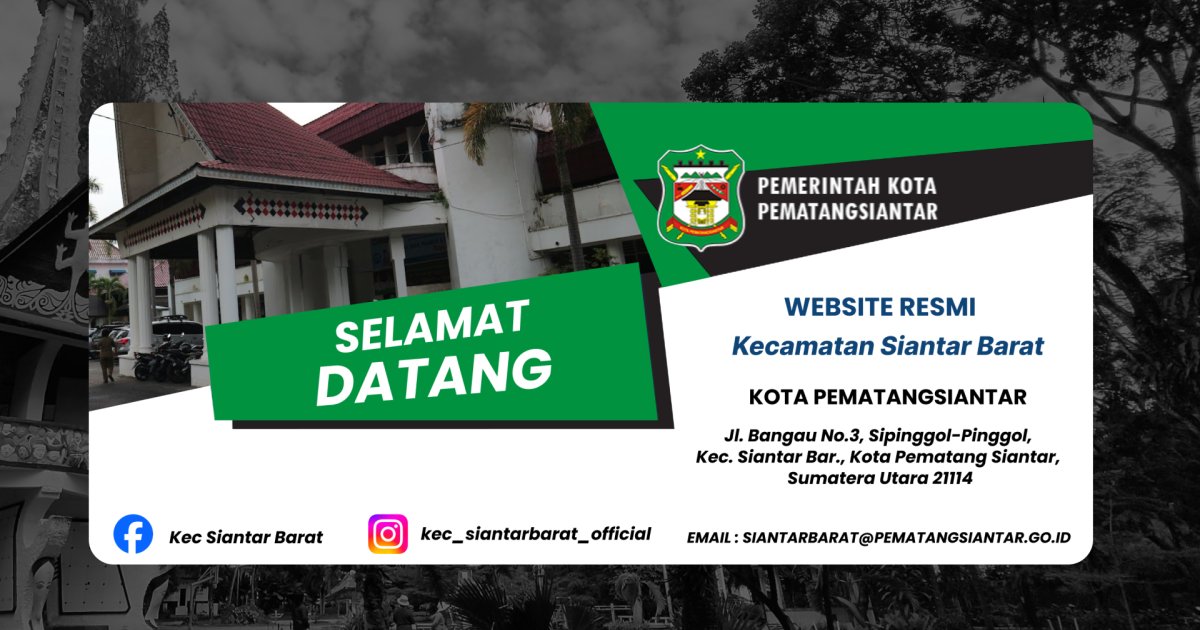 PEMERINTAH KOTA
PEMATANGSIANTAR
SELAMAT
DATANG
WEBSITE RESMI
Kecamatan Siantar Barat
KOTA PEMATANGSIANTAR
Jl. Bangau No.3, Sipinggol-Pinggol,
Kec. Siantar Bar., Kota Pematang Siantar,
Sumatera Utara 21114
Kec Siantar Barat
kec_siantarbarat_official
EMAIL : SIANTARBARAT@PEMATANGSIANTAR.GO.ID